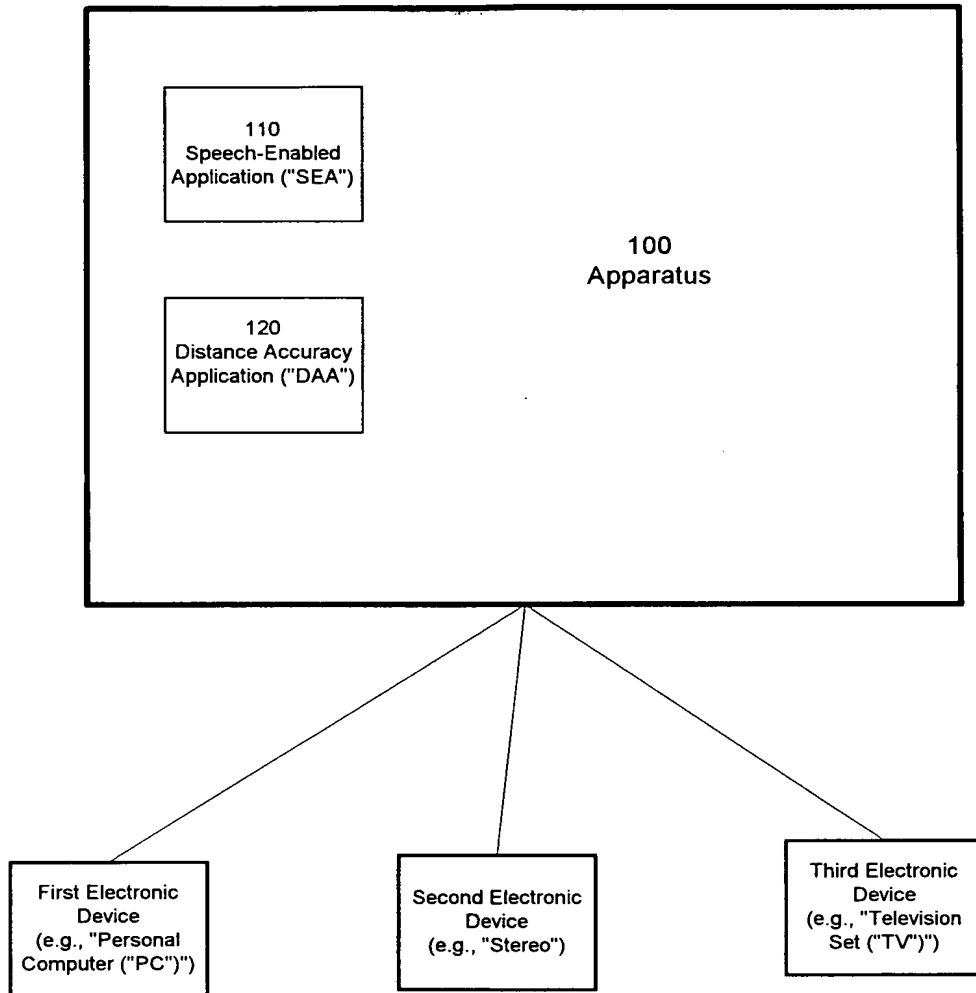 110
Speech-Enabled
Application ("SEA")
100
Apparatus
120
Distance Accuracy
Application ("DAA")
First Electronic
Device
(e.g., "Personal
Computer ("PC")")
Second Electronic
Device
(e.g., "Stereo")
Third Electronic
Device
(e.g., "Television
Set ("TV")")